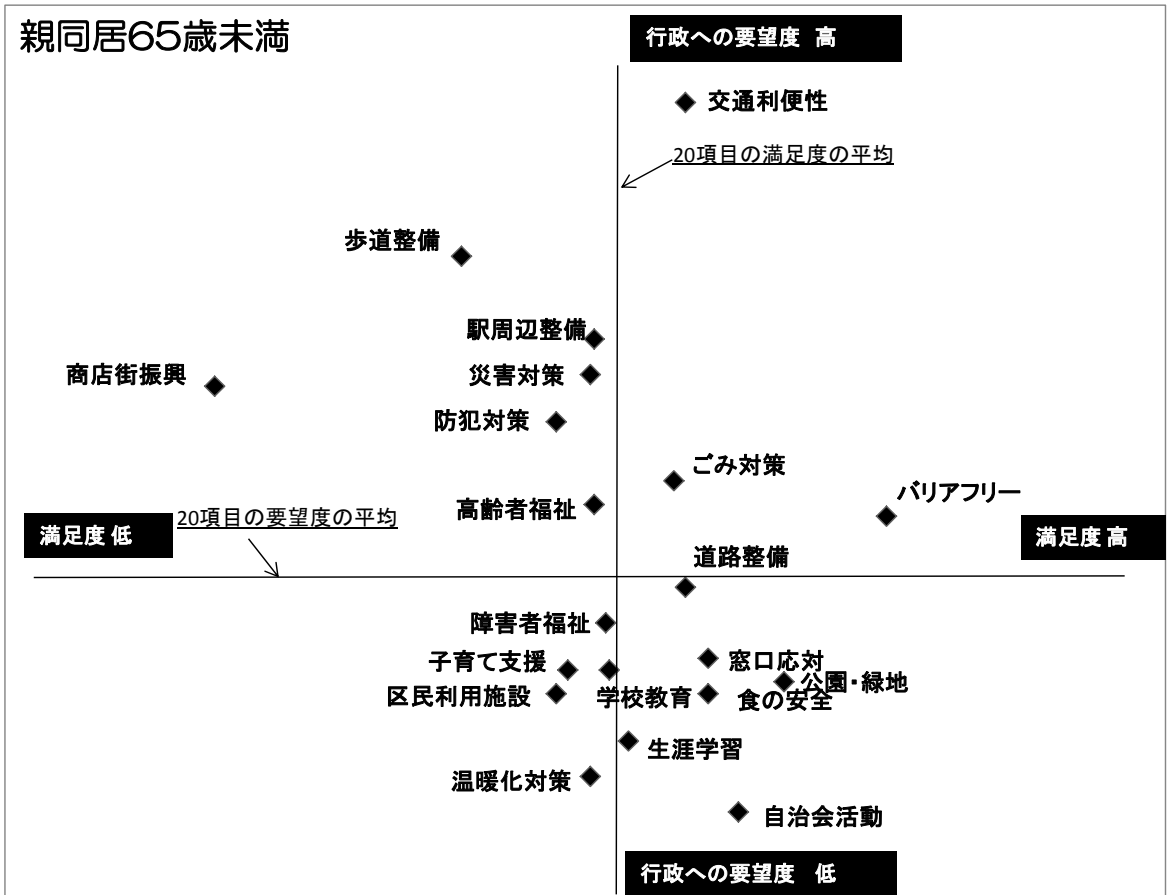 親同居65歳未満
行政への要望度 高
交通利便性
20項目の満足度の平均
歩道整備
駅周辺整備
商店街振興
災害対策
防犯対策
ごみ対策
バリアフリー
高齢者福祉
20項目の要望度の平均
満足度 低
満足度 高
道路整備
障害者福祉
子育て支援
窓口応対
公園・緑地
区民利用施設
学校教育
食の安全
生涯学習
温暖化対策
自治会活動
行政への要望度 低